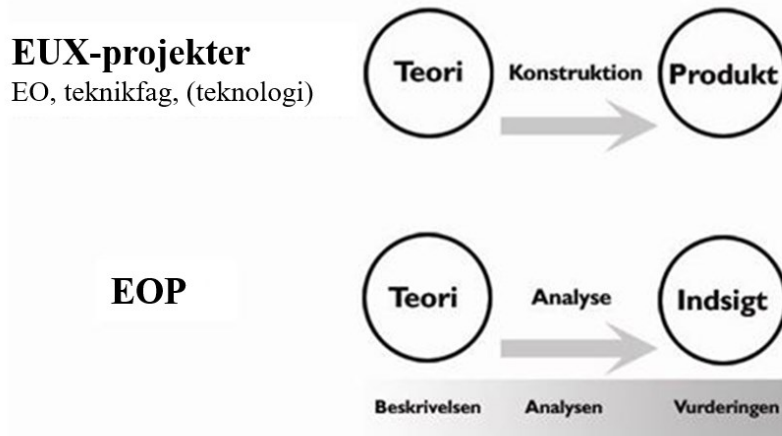 EUX-projekter
EO, teknikfag, (teknologi)
Teori
Konstruktion
Produkt
EOP
Teori
Analyse
Indsigt
Beskrivelsen
Analysen
Vurderingen